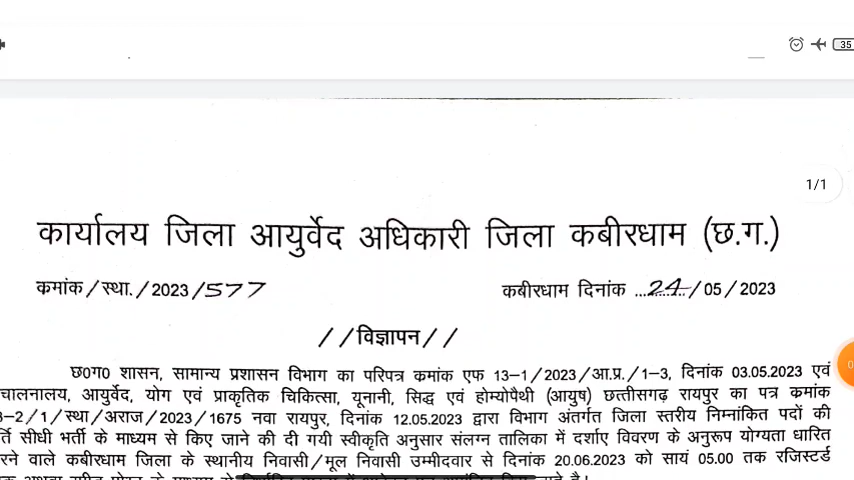 35
1/1
कार्यालय जिला आयुर्वेद अधिकारी जिला कबीरधाम (छ.ग.)
कमांक/स्था./2023/577 कबीरधाम दिनांक ...24../05/2023
//विज्ञापन//
छ0ग0 शासन, सामान्य प्रशासन विभाग का परिपत्र कमांक एफ 13-1/2023/आ.प्र./1-3, दिनांक 03.05.2023 एवं
चालनालय, आयुर्वेद, योग एवं प्राकृतिक चिकित्सा, यूनानी, सिद्ध एवं होम्योपैथी (आयुष) छत्तीसगढ़ रायपुर का पत्र कमांक
-2/1/स्था/अराज/2023/1675 नवा रायपुर, दिनांक 12.05.2023 द्वारा विभाग अंतर्गत जिला स्तरीय निम्नांकित पदों की
र्ति सीधी भर्ती के माध्यम से किए जाने की दी गयी स्वीकृति अनुसार संलग्न तालिका में दर्शाए विवरण के अनुरूप योग्यता धारित
रने वाले कबीरधाम जिला के स्थानीय निवासी/मूल निवासी उम्मीदवार से दिनांक 20.06.2023 को सायं 05.00 तक रजिस्टर्ड